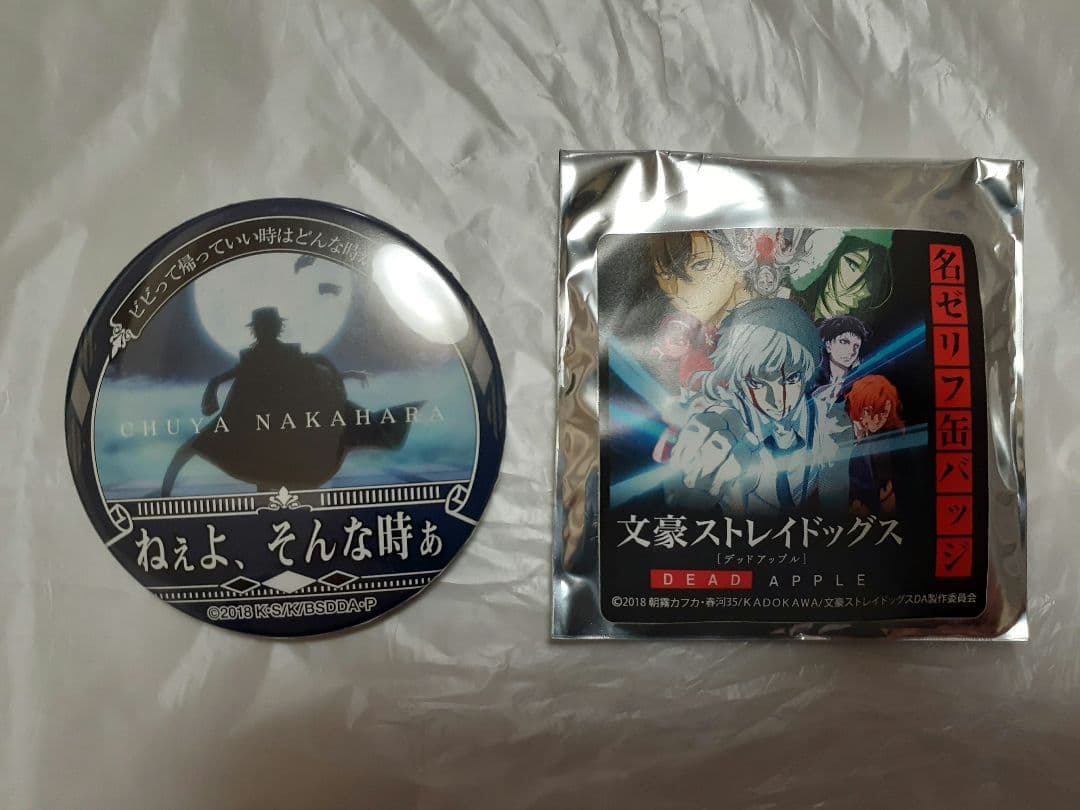 ビビって帰っていい時はどんな時
CHUYA NAKAHARA
ねぇよ、そんな時ぁ
©2018 K・S/K/BSDDA・P
名ゼリフ缶バッジ
文豪ストレイドッグス
[デッドアップル]
DEAD APPLE
©2018 朝霧カフカ・春河35/KADOKAWA/文豪ストレイドッグスDA製作委員会